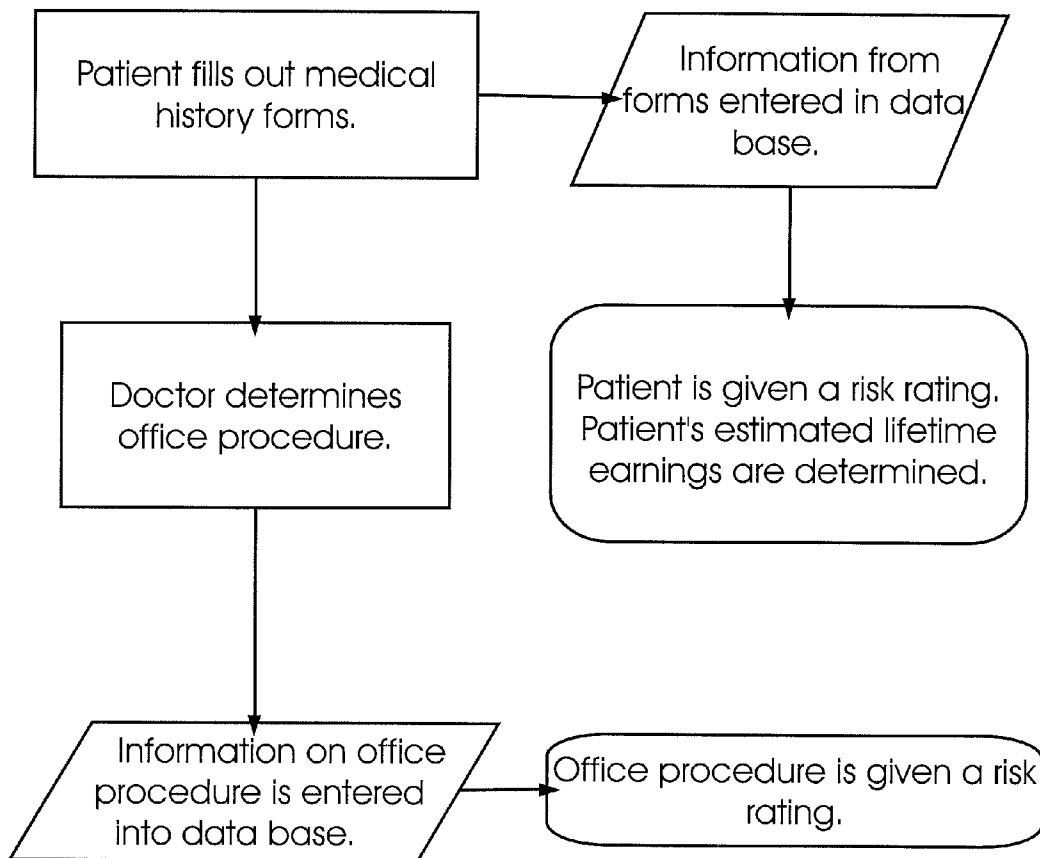 Patient fills out medical
history forms.
Information from
forms entered in data
base.
Doctor determines
office procedure.
Patient is given a risk rating.
Patient's estimated lifetime
earnings are determined.
Information on office
procedure is entered
into data base.
Office procedure is given a risk
rating.